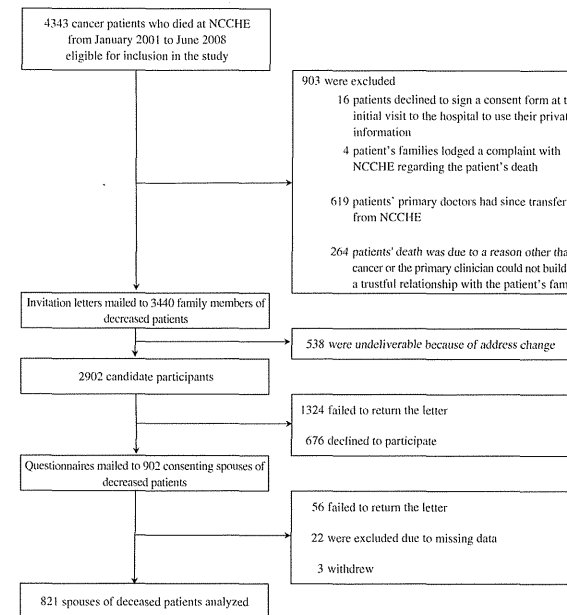 4343 cancer patients who died at NCCHE
from January 2001 to June 2008
eligible for inclusion in the study
903 were excluded
16 patients declined to sign a consent form at
initial visit to the hospital to use their
information
4 patient's families lodged a complaint with
NCCHE regarding the patient's death
619 patients' primary doctors had since
from NCCHE
264 patients' death was due to a reason other
cancer or the primary clinician could not build
a trustful relationship with the patient's
Invitation letters mailed to 3440 family members of
decreased patients
538 were undeliverable because of address change
2902 candidate participants
1324 failed to return the letter
676 declined to participate
Questionnaires mailed to 902 consenting spouses of
decreased patients
56 failed to return the letter
22 were excluded due to missing data
3 withdrew
821 spouses of deceased patients analyzed